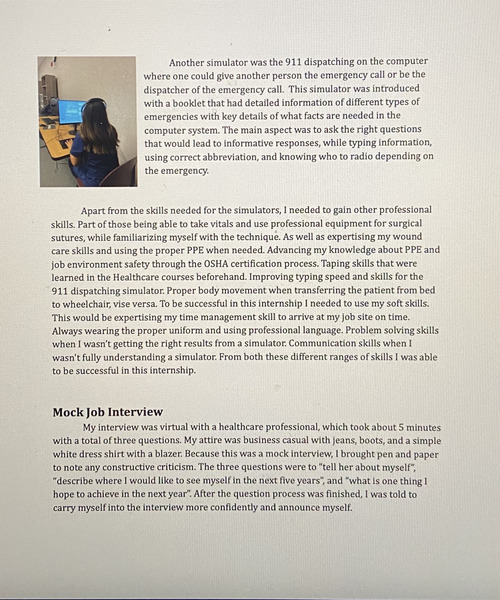 Another simulator was the 911 dispatching on the computer
where one could give another person the emergency call or be the
dispatcher of the emergency call.  This simulator was introduced
with a booklet that had detailed information of different types of
emergencies with key details of what facts are needed in the
computer system. The main aspect was to ask the right questions
that would lead to informative responses, while typing information,
using correct abbreviation, and knowing who to radio depending on
the emergency.
Apart from the skills needed for the simulators, I needed to gain other professional
skills. Part of those being able to take vitals and use professional equipment for surgical
sutures, while familiarizing myself with the technique. As well as expertising my wound
care skills and using the proper PPE when needed. Advancing my knowledge about PPE and
job environment safety through the OSHA certification process. Taping skills that were
learned in the Healthcare courses beforehand. Improving typing speed and skills for the
911 dispatching simulator. Proper body movement when transferring the patient from bed
to wheelchair, vise versa. To be successful in this internship I needed to use my soft skills.
This would be expertising my time management skill to arrive at my job site on time.
Always wearing the proper uniform and using professional language. Problem solving skills
when I wasn't getting the right results from a simulator. Communication skills when I
wasn't fully understanding a simulator. From both these different ranges of skills I was able
to be successful in this internship.
Mock Job Interview
My interview was virtual with a healthcare professional, which took about 5 minutes
with a total of three questions. My attire was business casual with jeans, boots, and a simple
white dress shirt with a blazer. Because this was a mock interview, I brought pen and paper
to note any constructive criticism. The three questions were to "tell her about myself",
"describe where I would like to see myself in the next five years", and "what is one thing I
hope to achieve in the next year". After the question process was finished, I was told to
carry myself into the interview more confidently and announce myself.